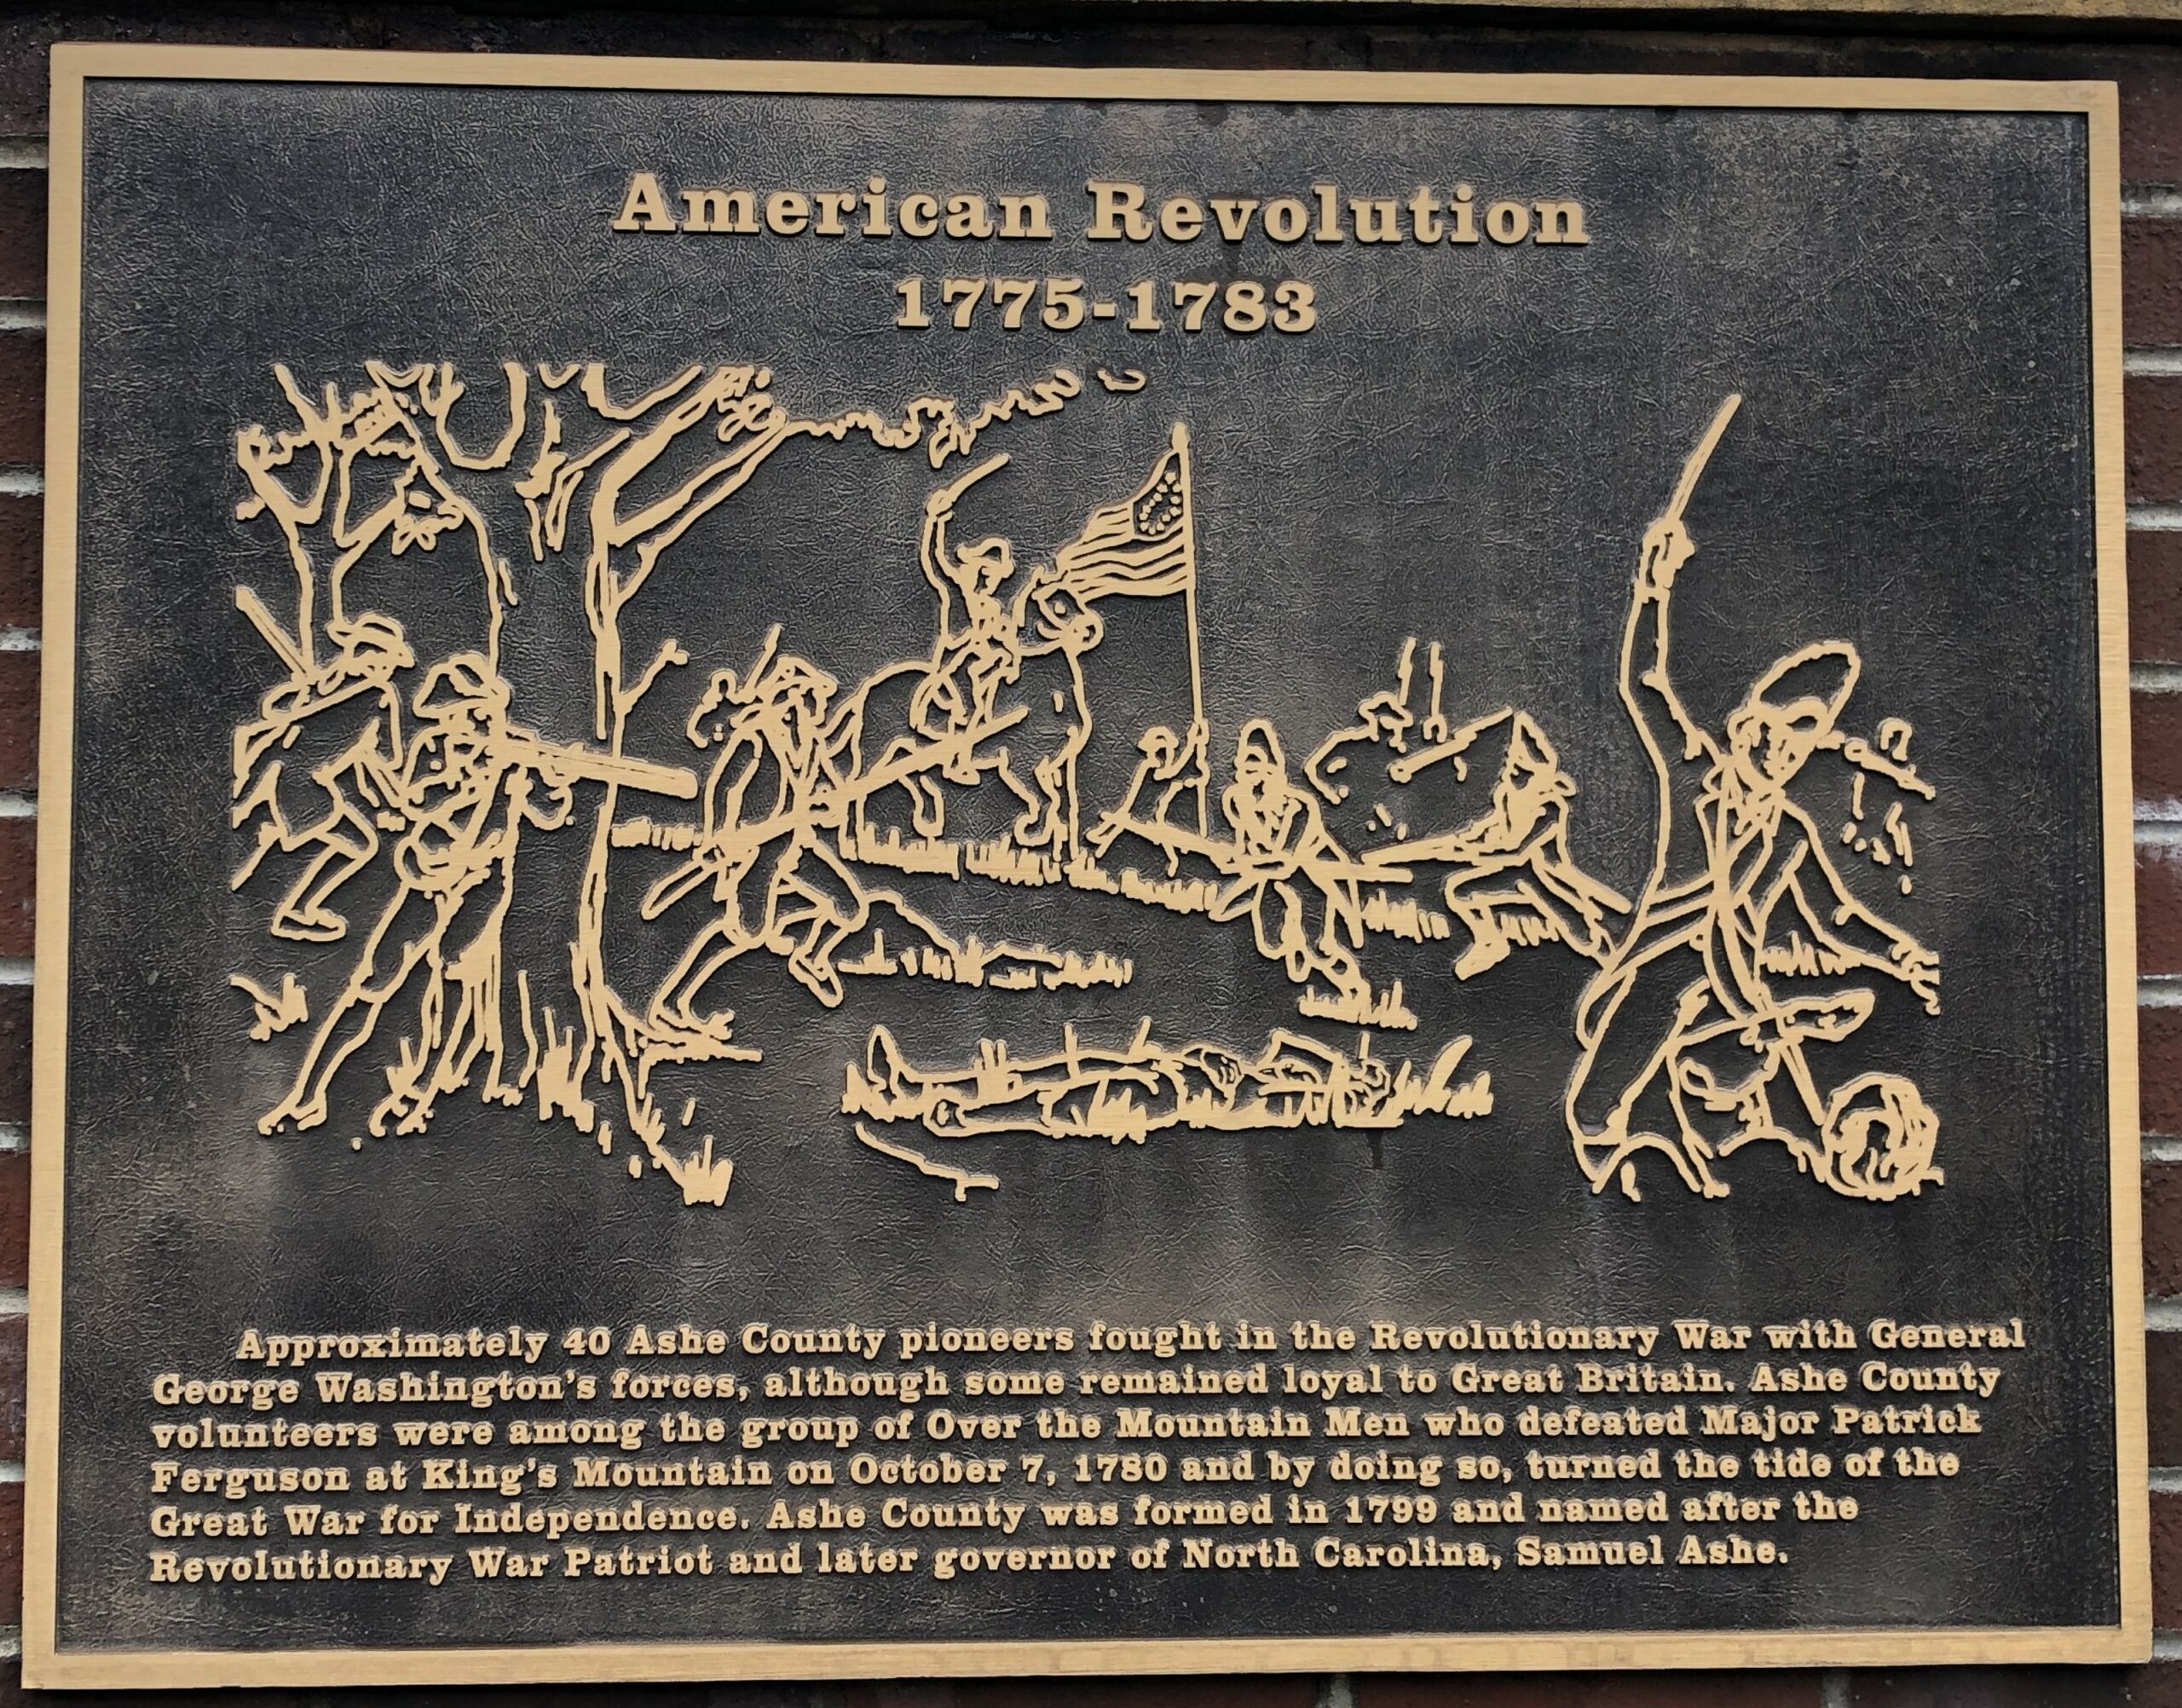 American Revolution
1775-1783
Approximately 40 Ashe County pioneers fought in the Revolutionary War with General
George Washington's forces, although some remained loyal to Great Britain. Ashe County
volunteers were among the group of Over the Mountain Men who defeated Major Patrick
Ferguson at King's Mountain on October 7, 1780 and by doing so, turned the tide of the
Great War for Independence. Ashe County was formed in 1799 and named after the
Revolutionary War Patriot and later governor of North Carolina, Samuel Ashe.